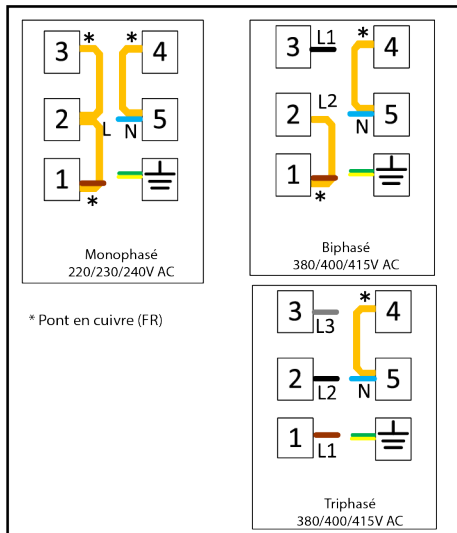 * *
3 4
2 L N 5
1
*
Monophasé
220/230/240V AC
* Pont en cuivre (FR)
L1 *
3 4
L2
2 N 5
1
*
Biphasé
380/400/415V AC
*
3 4
L3
2 5
L2 N
1
L1
Triphasé
380/400/415V AC